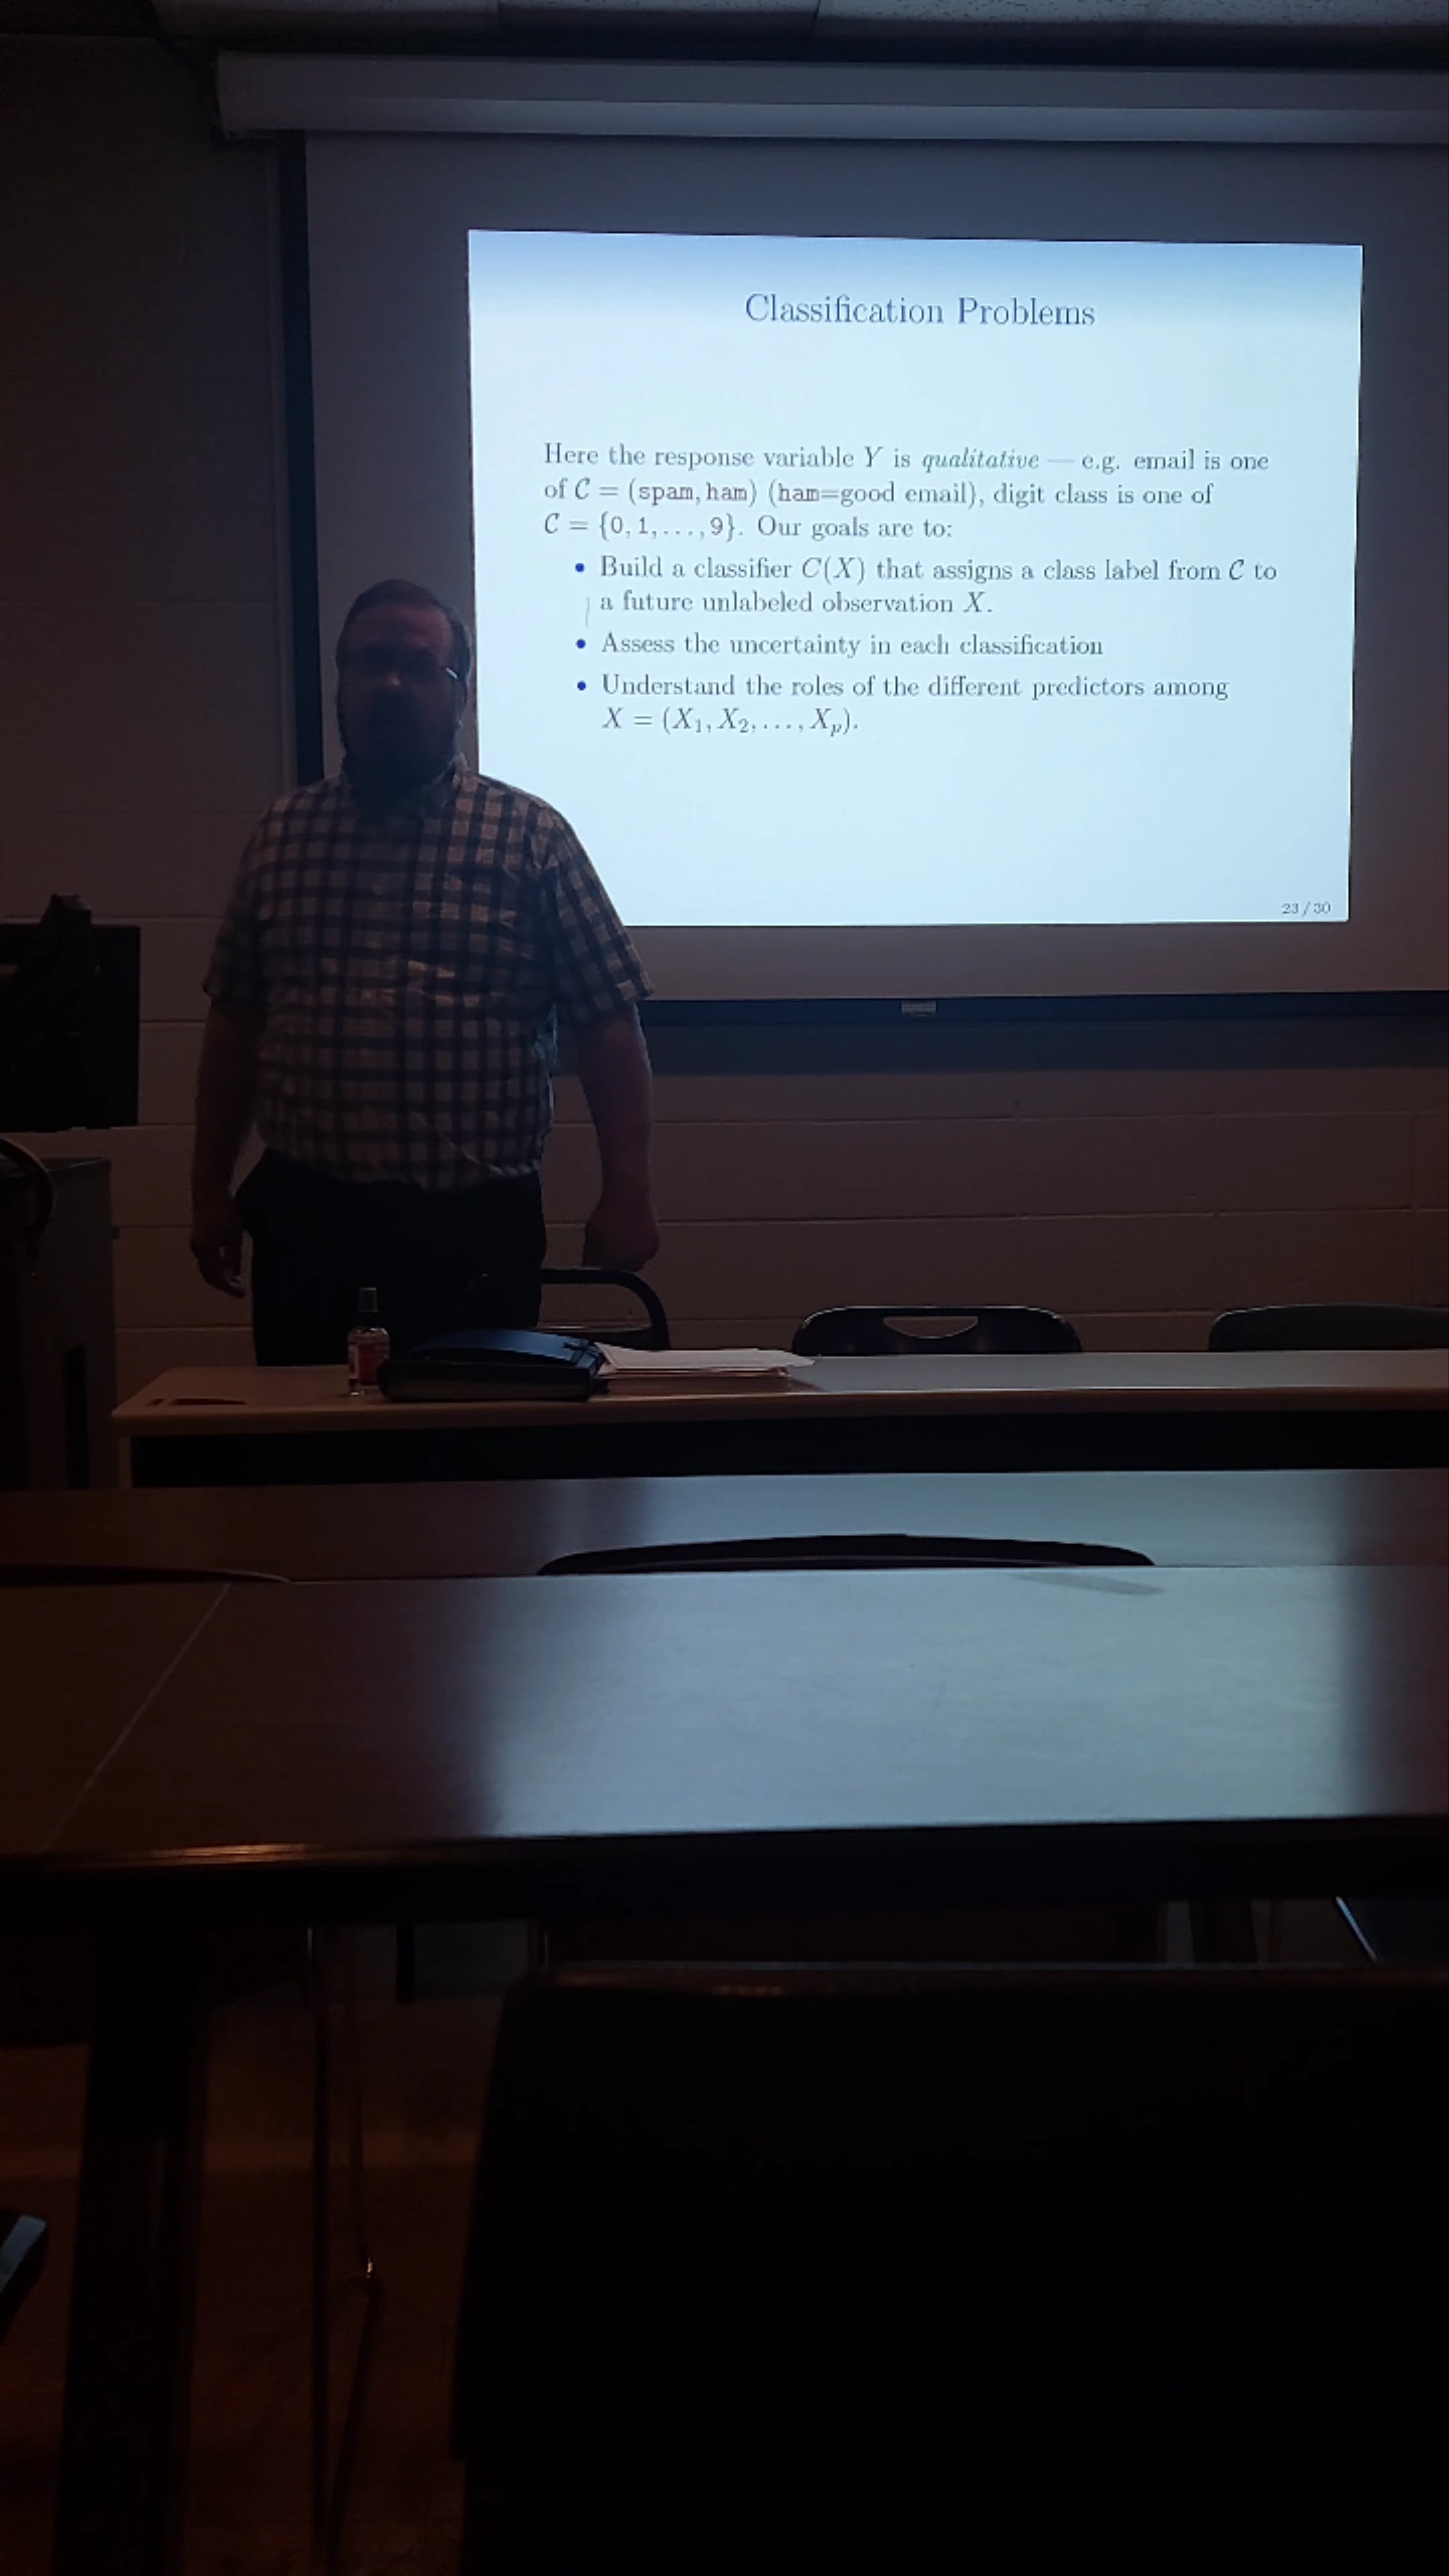 Classification Problems
Here the response variable Y is qualitative — e.g. email is one
of 𝒞 = (spam, ham) (ham=good email), digit class is one of
𝒞 = {0, 1, . . . , 9}. Our goals are to:
• Build a classifier C(X) that assigns a class label from 𝒞 to
a future unlabeled observation X.
• Assess the uncertainty in each classification
• Understand the roles of the different predictors among
X = (X₁, X₂, . . . , Xₚ).
23 / 30